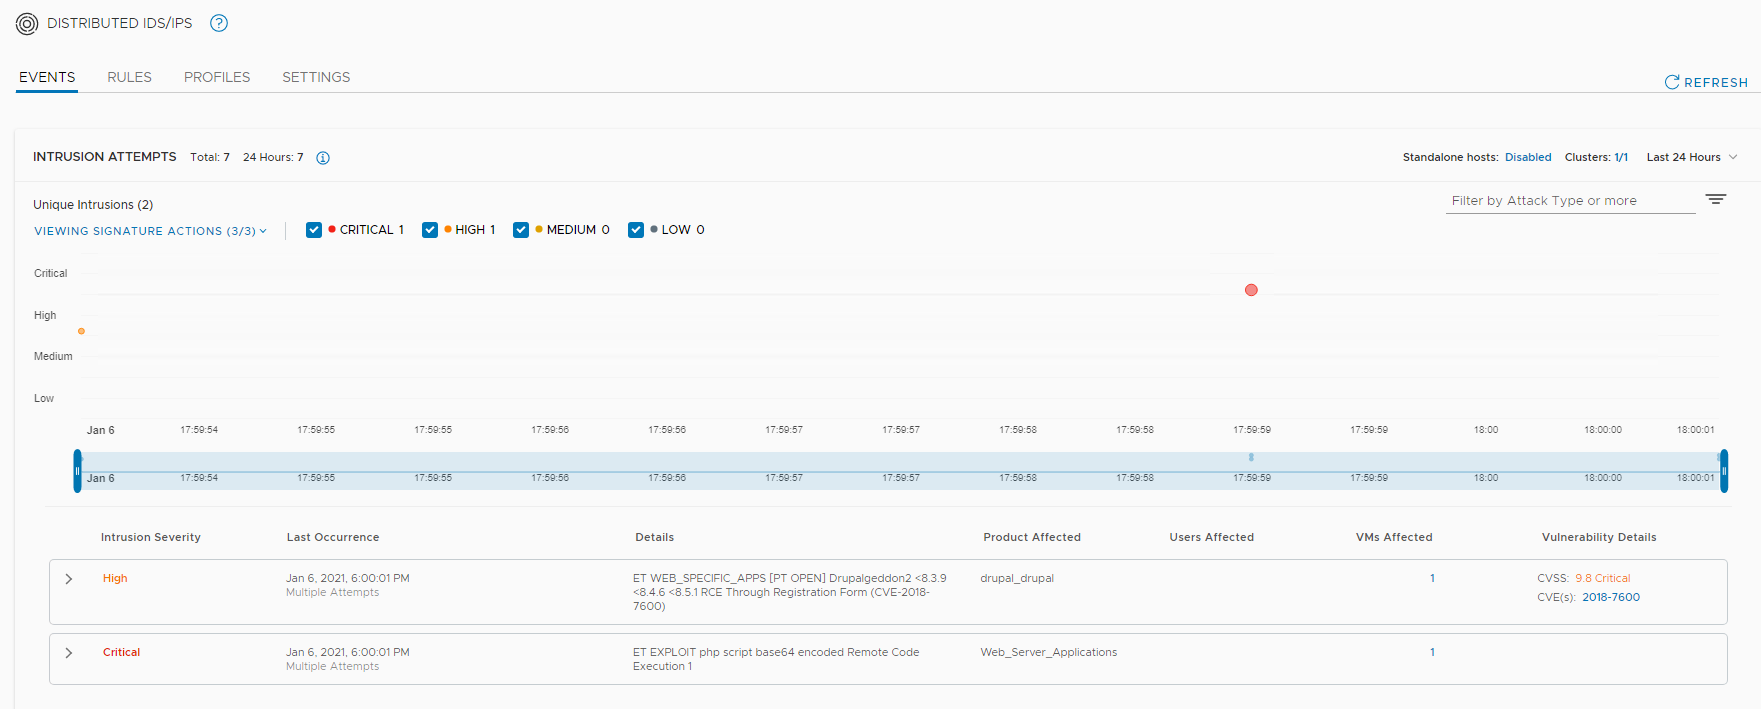 DISTRIBUTED IDS/IPS ?
EVENTS RULES PROFILES SETTINGS
REFRESH
INTRUSION ATTEMPTS Total: 7 24 Hours: 7
Standalone hosts: Disabled Clusters: 1/1 Last 24 Hours
Unique Intrusions (2)
Filter by Attack Type or more
VIEWING SIGNATURE ACTIONS (3/3) CRITICAL 1 HIGH 1 MEDIUM 0 LOW 0
Critical
High
Medium
Low
Jan 6 17:59:54 17:59:55 17:59:55 17:59:56 17:59:56 17:59:57 17:59:57 17:59:58 17:59:58 17:59:59 17:59:59 18:00 18:00:00 18:00:01
Jan 6 17:59:54 17:59:55 17:59:55 17:59:56 17:59:56 17:59:57 17:59:57 17:59:58 17:59:58 17:59:59 17:59:59 18:00 18:00:00 18:00:01
Intrusion Severity Last Occurrence Details Product Affected Users Affected VMs Affected Vulnerability Details
High Jan 6, 2021, 6:00:01 PM ET WEB_SPECIFIC_APPS [PT OPEN] Drupalgeddon2 <8.3.9 drupal_drupal 1 CVSS: 9.8 Critical
Multiple Attempts <8.4.6 <8.5.1 RCE Through Registration Form (CVE-2018- CVE(s): 2018-7600
7600)
Critical Jan 6, 2021, 6:00:01 PM ET EXPLOIT php script base64 encoded Remote Code Web_Server_Applications 1
Multiple Attempts Execution 1